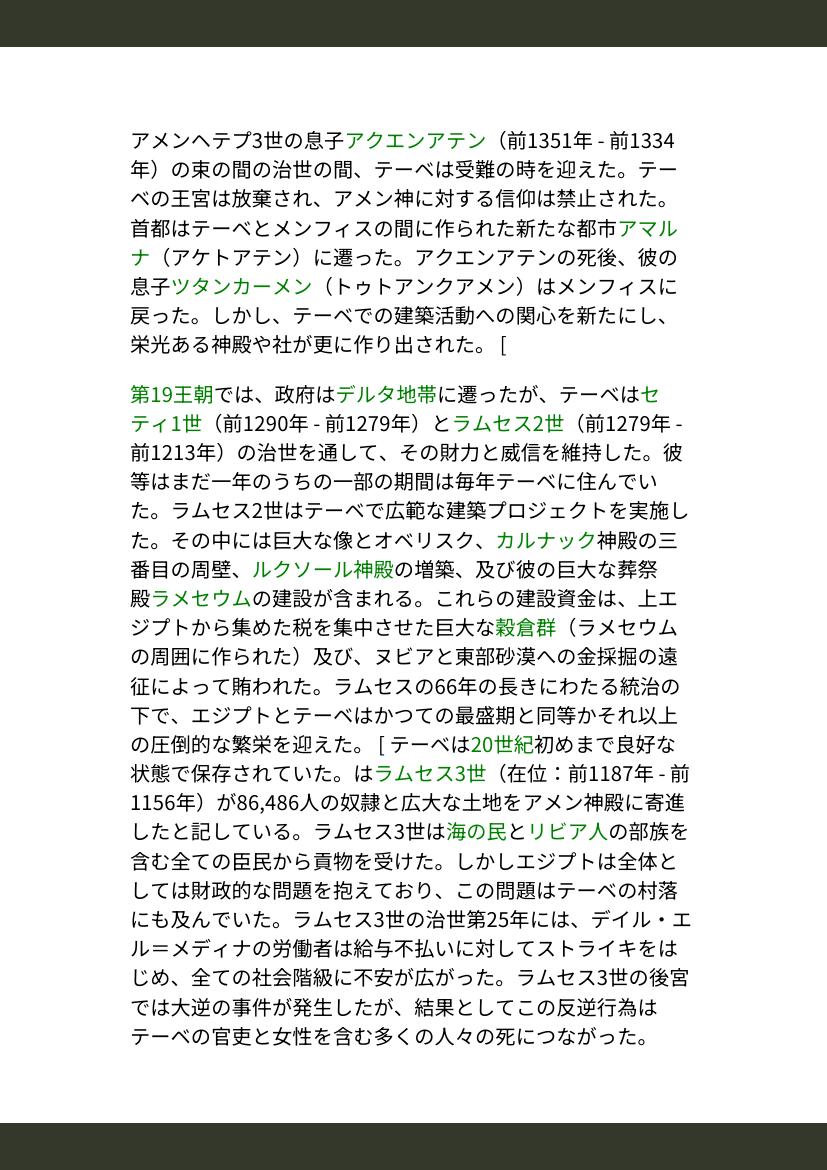 アメンヘテプ3世の息子アクエンアテン（前1351年 - 前1334
年）の束の間の治世の間、テーベは受難の時を迎えた。テー
ベの王宮は放棄され、アメン神に対する信仰は禁止された。
首都はテーベとメンフィスの間に作られた新たな都市アマル
ナ（アケトアテン）に遷った。アクエンアテンの死後、彼の
息子ツタンカーメン（トゥトアンクアメン）はメンフィスに
戻った。しかし、テーベでの建築活動への関心を新たにし、
栄光ある神殿や社が更に作り出された。 [
第19王朝では、政府はデルタ地帯に遷ったが、テーベはセ
ティ1世（前1290年 - 前1279年）とラムセス2世（前1279年 -
前1213年）の治世を通して、その財力と威信を維持した。彼
等はまだ一年のうちの一部の期間は毎年テーベに住んでい
た。ラムセス2世はテーベで広範な建築プロジェクトを実施し
た。その中には巨大な像とオベリスク、カルナック神殿の三
番目の周壁、ルクソール神殿の増築、及び彼の巨大な葬祭
殿ラメセウムの建設が含まれる。これらの建設資金は、上エ
ジプトから集めた税を集中させた巨大な穀倉群（ラメセウム
の周囲に作られた）及び、ヌビアと東部砂漠への金採掘の遠
征によって賄われた。ラムセスの66年の長きにわたる統治の
下で、エジプトとテーベはかつての最盛期と同等かそれ以上
の圧倒的な繁栄を迎えた。 [ テーベは20世紀初めまで良好な
状態で保存されていた。はラムセス3世（在位：前1187年 - 前
1156年）が86,486人の奴隷と広大な土地をアメン神殿に寄進
したと記している。ラムセス3世は海の民とリビア人の部族を
含む全ての臣民から貢物を受けた。しかしエジプトは全体と
しては財政的な問題を抱えており、この問題はテーベの村落
にも及んでいた。ラムセス3世の治世第25年には、デイル・エ
ル＝メディナの労働者は給与不払いに対してストライキをは
じめ、全ての社会階級に不安が広がった。ラムセス3世の後宮
では大逆の事件が発生したが、結果としてこの反逆行為は
テーベの官吏と女性を含む多くの人々の死につながった。